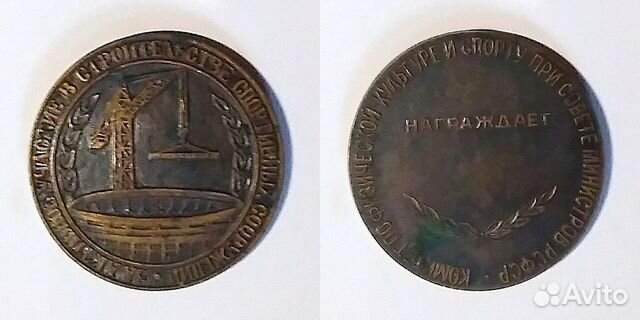 ЗА АКТИВНОЕ УЧАСТИЕ В СТРОИТЕЛЬСТВЕ СПОРТИВНЫХ СООРУЖЕНИЙ
КОМИТЕТ ПО ФИЗИЧЕСКОЙ КУЛЬТУРЕ И СПОРТУ ПРИ СОВЕТЕ МИНИСТРОВ РСФСР
НАГРАЖДАЕТ
Avito